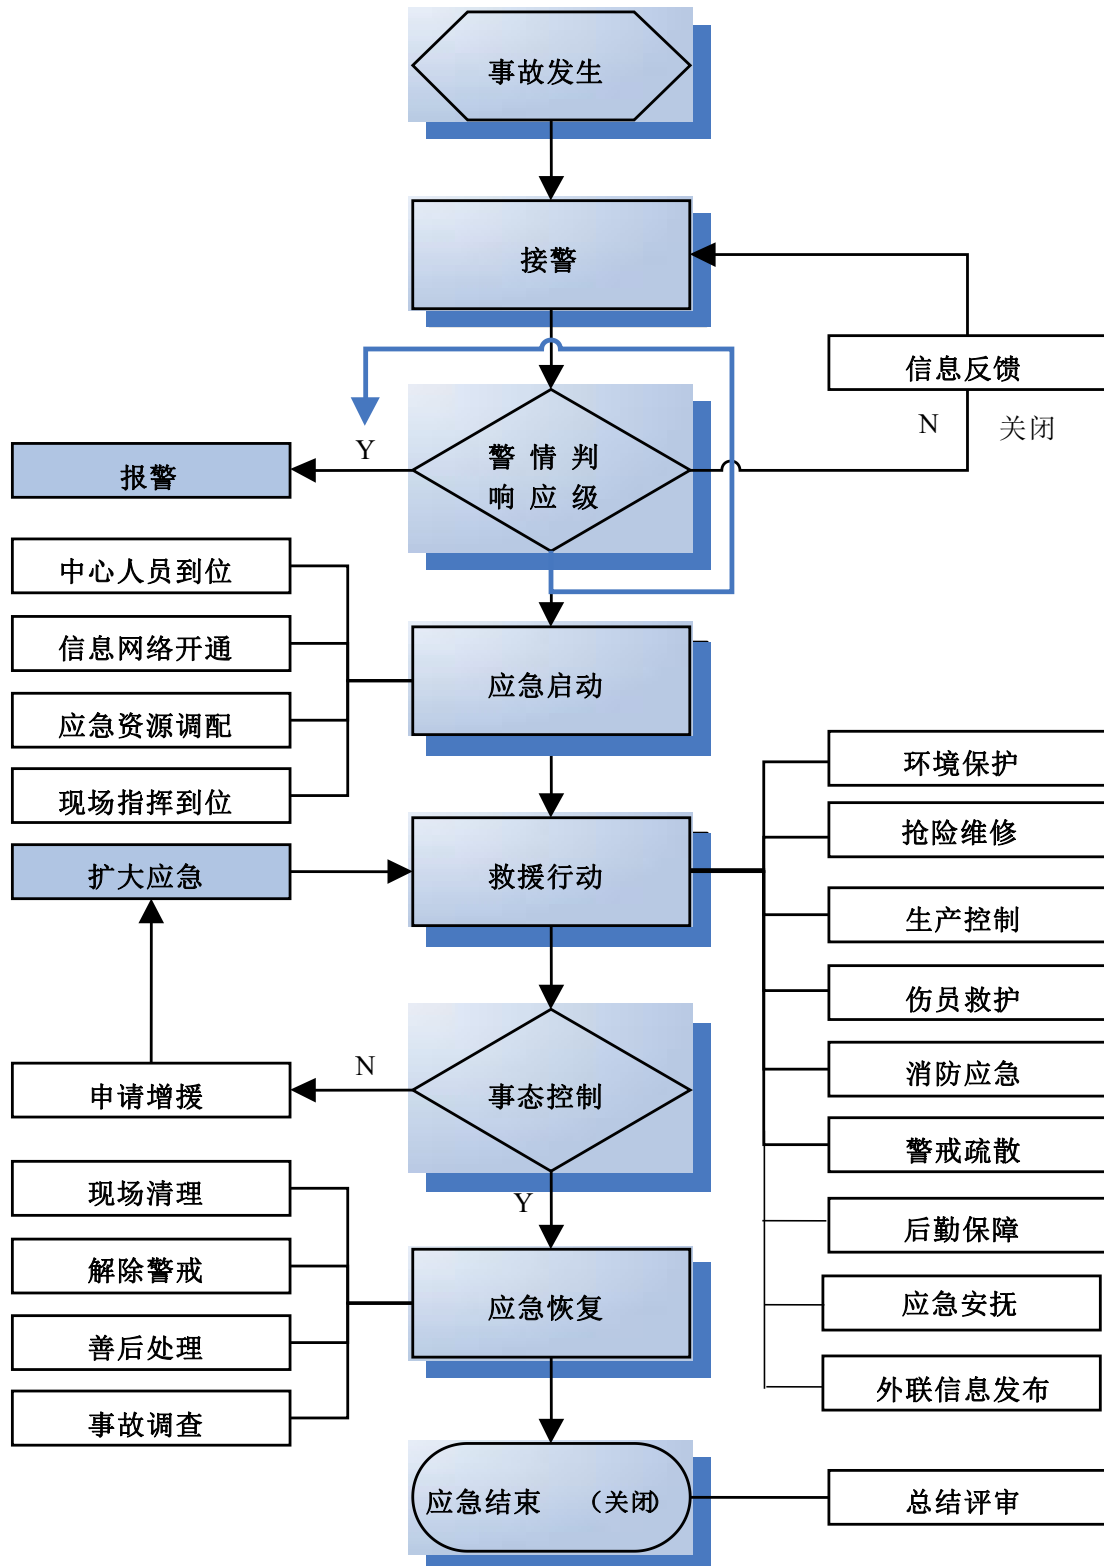 事故发生
接警
信息反馈
N
关闭
Y
警情判
响应级
报警
中心人员到位
信息网络开通
应急启动
应急资源调配
环境保护
现场指挥到位
抢险维修
扩大应急
救援行动
生产控制
伤员救护
消防应急
N
申请增援
事态控制
警戒疏散
现场清理
Y
后勤保障
解除警戒
应急恢复
应急安抚
善后处理
外联信息发布
事故调查
应急结束 （关闭）
总结评审